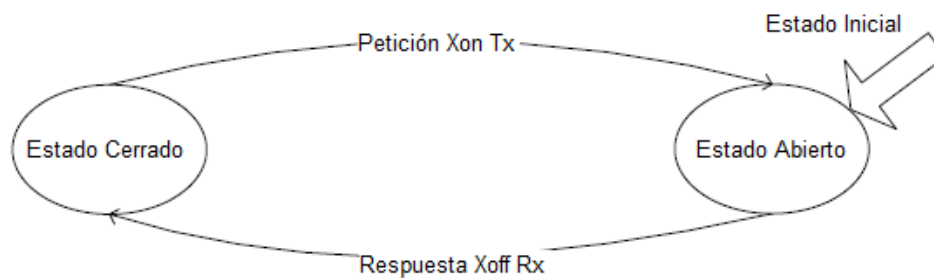 Estado Inicial
Petición Xon Tx
Estado Cerrado
Estado Abierto
Respuesta Xoff Rx